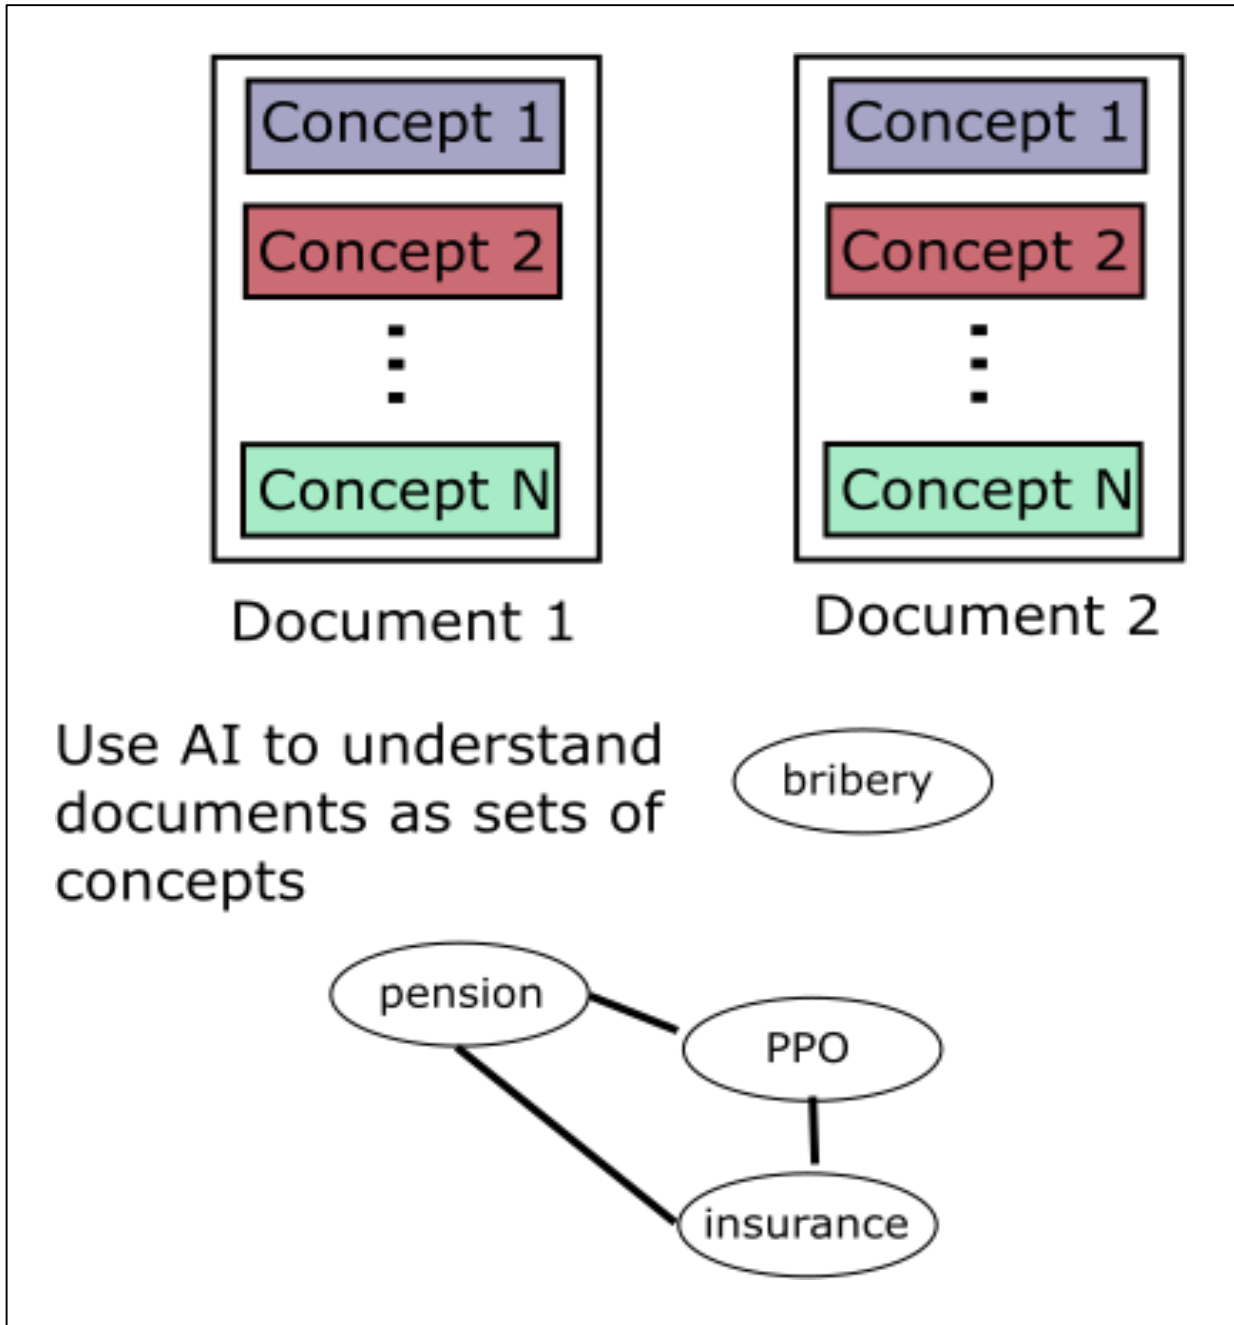 Concept 1
Concept 2
Concept N
Document 1
Concept 1
Concept 2
Concept N
Document 2
Use AI to understand
documents as sets of
concepts
bribery
pension
PPO
insurance